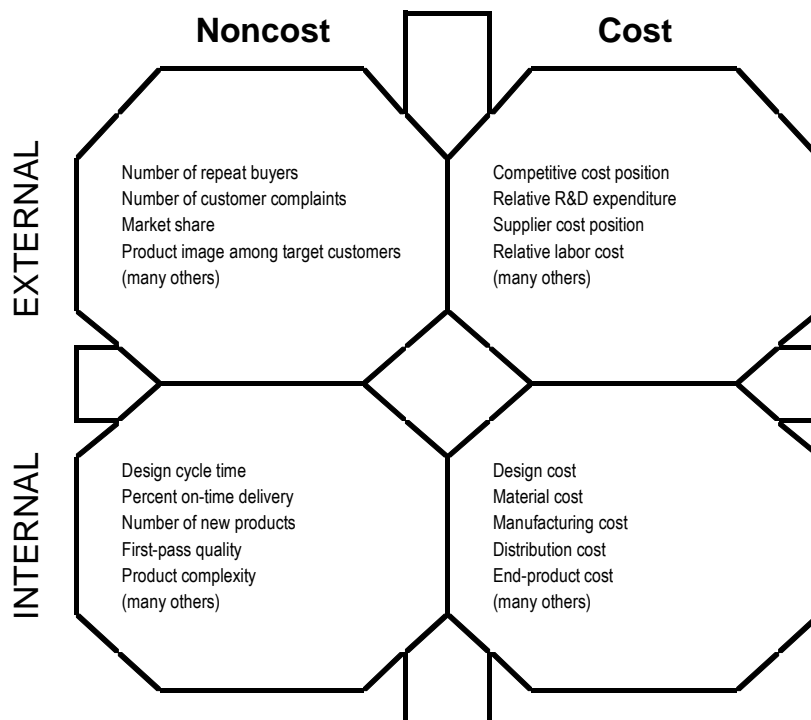 Noncost
Cost
EXTERNAL
Number of repeat buyers
Number of customer complaints
Market share
Product image among target customers
(many others)
Competitive cost position
Relative R&D expenditure
Supplier cost position
Relative labor cost
(many others)
INTERNAL
Design cycle time
Percent on-time delivery
Number of new products
First-pass quality
Product complexity
(many others)
Design cost
Material cost
Manufacturing cost
Distribution cost
End-product cost
(many others)